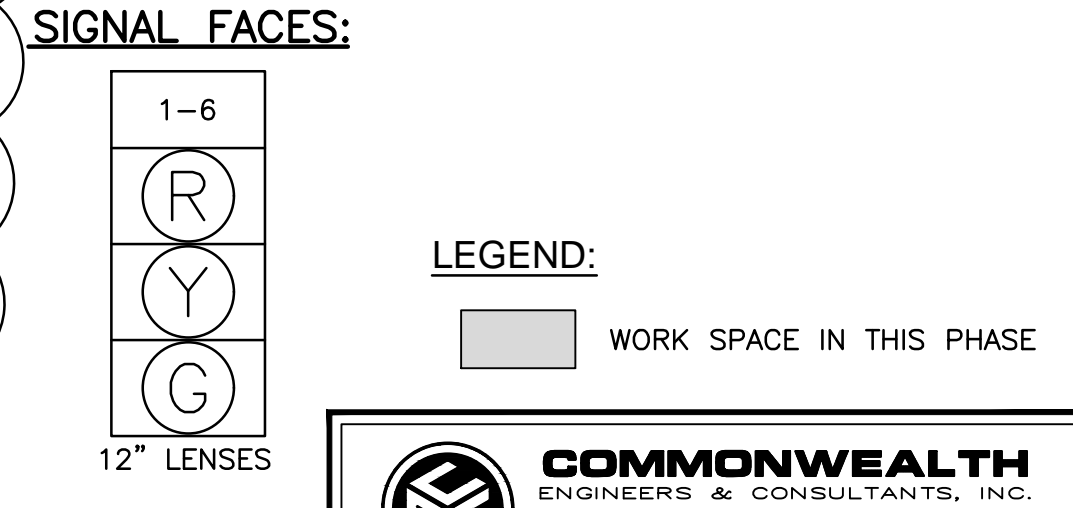 SIGNAL FACES:
1-6
R
Y
G
12" LENSES
LEGEND:
WORK SPACE IN THIS PHASE
COMMONWEALTH
ENGINEERS & CONSULTANTS, INC.